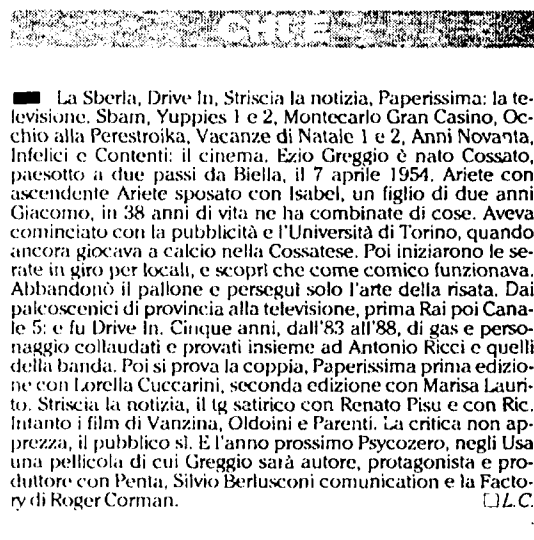 CHI È
La Sberla, Drive In, Striscia la notizia, Paperissima: la te-
levisione. Sbam, Yuppies 1 e 2, Montecarlo Gran Casino, Oc-
chio alla Perestroika, Vacanze di Natale 1 e 2, Anni Novanta,
Infelici e Contenti: il cinema. Ezio Greggio è nato Cossato,
paesotto a due passi da Biella, il 7 aprile 1954. Ariete con
ascendente Ariete sposato con Isabel, un figlio di due anni
Giacomo, in 38 anni di vita ne ha combinate di cose. Aveva
cominciato con la pubblicità e l'Università di Torino, quando
ancora giocava a calcio nella Cossatese. Poi iniziarono le se-
rate in giro per locali, e scoprì che come comico funzionava.
Abbandonò il pallone e perseguì solo l'arte della risata. Dai
palcoscenici di provincia alla televisione, prima Rai poi Cana-
le 5: e fu Drive In. Cinque anni, dall'83 all'88, di gas e perso-
naggio collaudati e provati insieme ad Antonio Ricci e quelli
della banda. Poi si prova la coppia, Paperissima prima edizio-
ne con Lorella Cuccarini, seconda edizione con Marisa Lauri-
to. Striscia la notizia, il tg satirico con Renato Pisu e con Ric.
Intanto i film di Vanzina, Oldoini e Parenti. La critica non ap-
prezza, il pubblico sì. E l'anno prossimo Psycozero, negli Usa
una pellicola di cui Greggio sarà autore, protagonista e pro-
duttore con Penta, Silvio Berlusconi comunication e la Facto-
ry di Roger Corman. L.C.